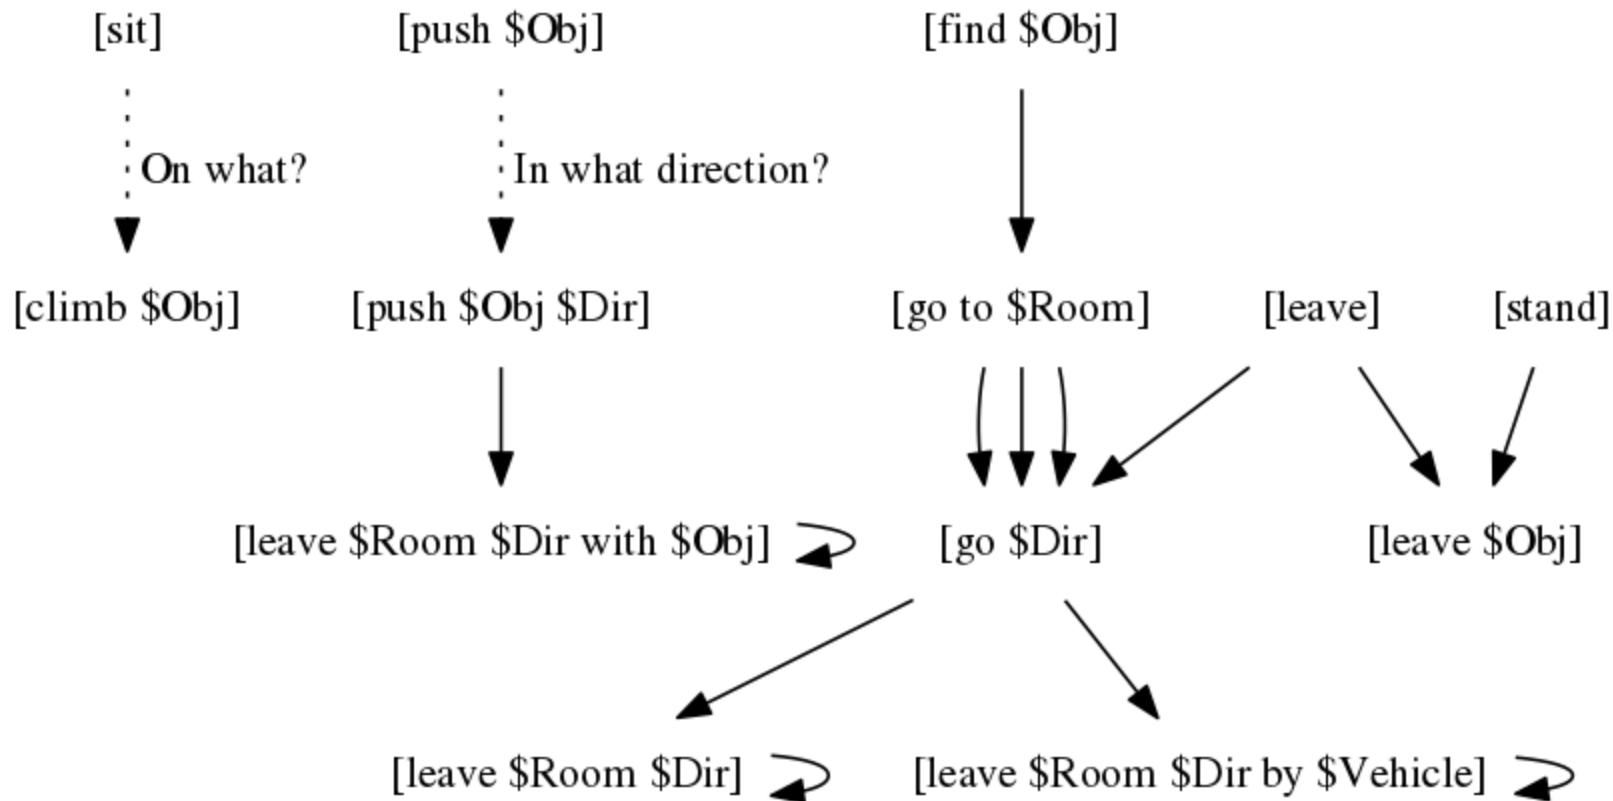 [sit] [push $Obj] [find $Obj]
On what? In what direction?
[climb $Obj] [push $Obj $Dir] [go to $Room] [leave] [stand]
[leave $Room $Dir with $Obj] [go $Dir] [leave $Obj]
[leave $Room $Dir] [leave $Room $Dir by $Vehicle]